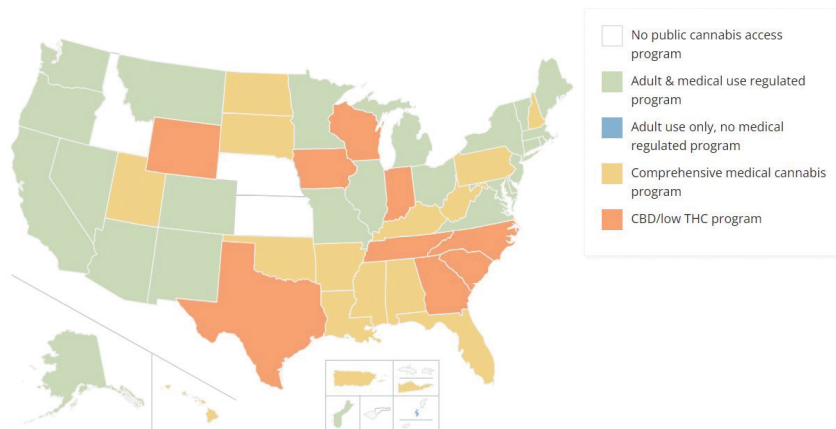 No public cannabis access
program
Adult & medical use regulated
program
Adult use only, no medical
regulated program
Comprehensive medical cannabis
program
CBD/low THC program